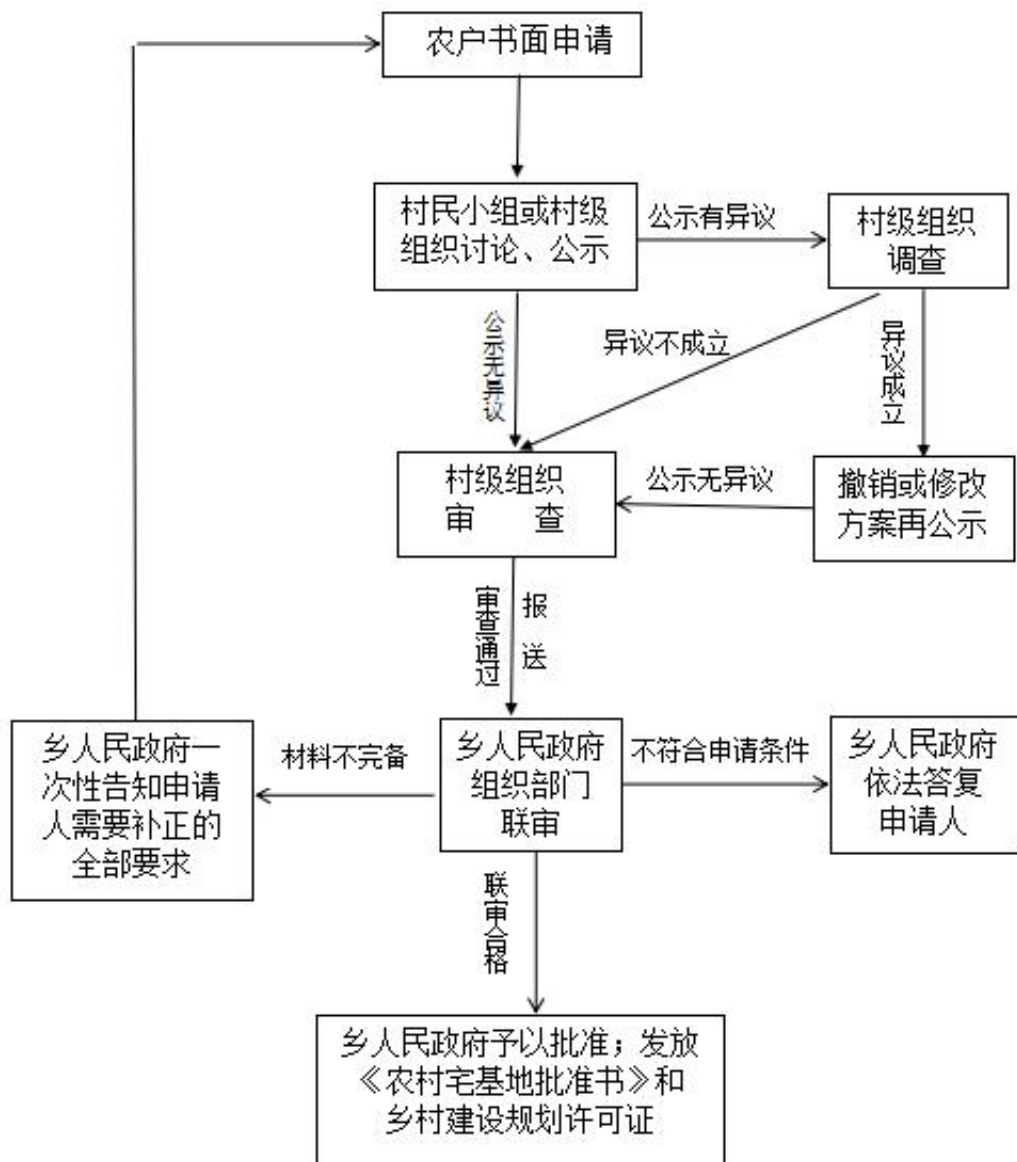 农户书面申请
村民小组或村级
组织讨论、公示
公示有异议
村级组织
调查
公示无异议
异议不成立
异议成立
村级组织
审 查
公示无异议
撤销或修改
方案再公示
审查通过
报 送
乡人民政府一
次性告知申请
人需要补正的
全部要求
材料不完备
乡人民政府
组织部门
联审
不符合申请条件
乡人民政府
依法答复
申请人
联审合格
乡人民政府予以批准；发放
《农村宅基地批准书》和
乡村建设规划许可证